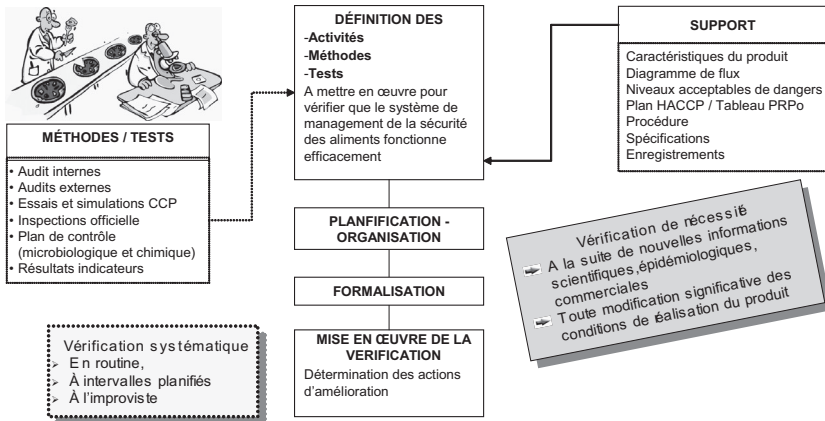 DÉFINITION DES
-Activités
-Méthodes
-Tests
A mettre en œuvre pour
vérifier que le système de
management de la sécurité
des aliments fonctionne
efficacement
SUPPORT
Caractéristiques du produit
Diagramme de flux
Niveaux acceptables de dangers
Plan HACCP / Tableau PRPo
Procédure
Spécifications
Enregistrements
MÉTHODES / TESTS
• Audit internes
• Audits externes
• Essais et simulations CCP
• Inspections officielle
• Plan de contrôle
(microbiologique et chimique)
• Résultats indicateurs
PLANFIFICATION -
ORGANISATION
FORMALISATION
MISE EN ŒUVRE DE LA
VERIFICATION
Détermination des actions
d'amélioration
Vérification de nécessité
A la suite de nouvelles informations
scientifiques,épidémiologiques,
commerciales
Toute modification significative des
conditions de réalisation du produit
Vérification systématique
➢ En routine,
➢ À intervalles planifiés
➢ À l'improviste